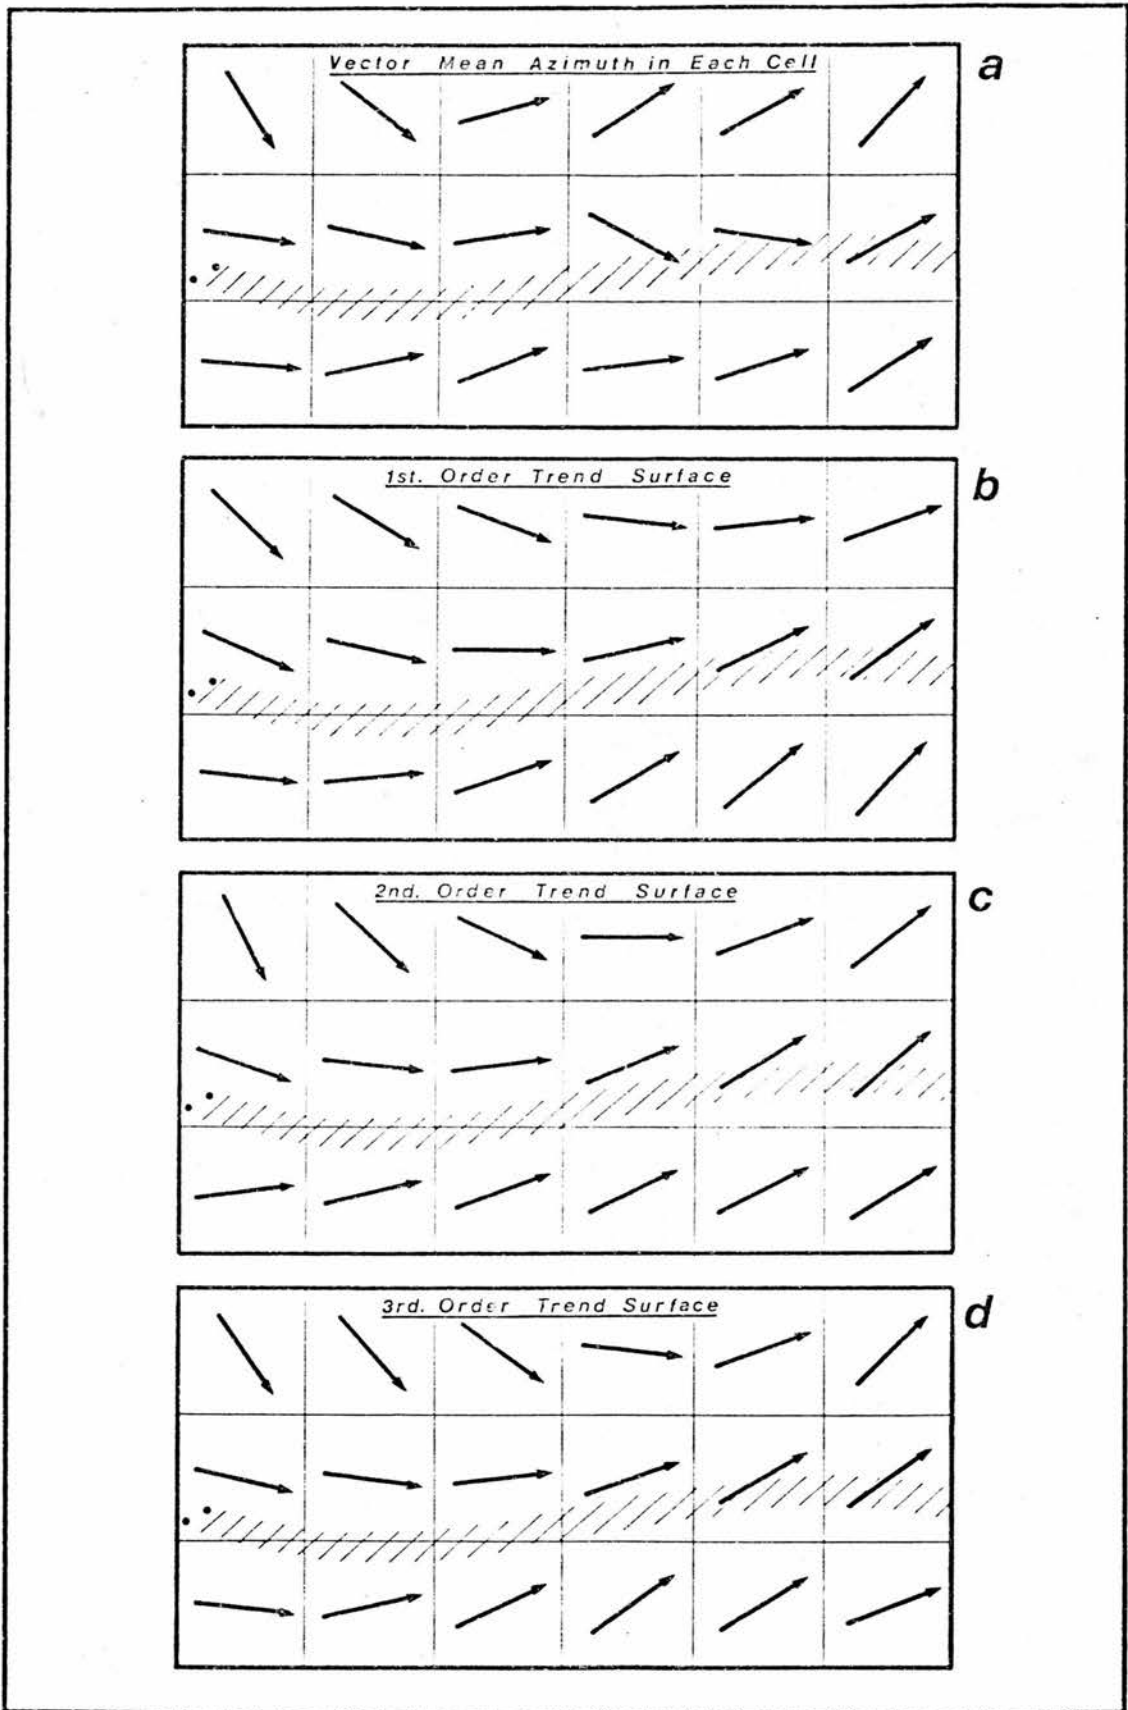 Vector Mean Azimuth in Each Cell
a
1st. Order Trend Surface
b
2nd. Order Trend Surface
c
3rd. Order Trend Surface
d